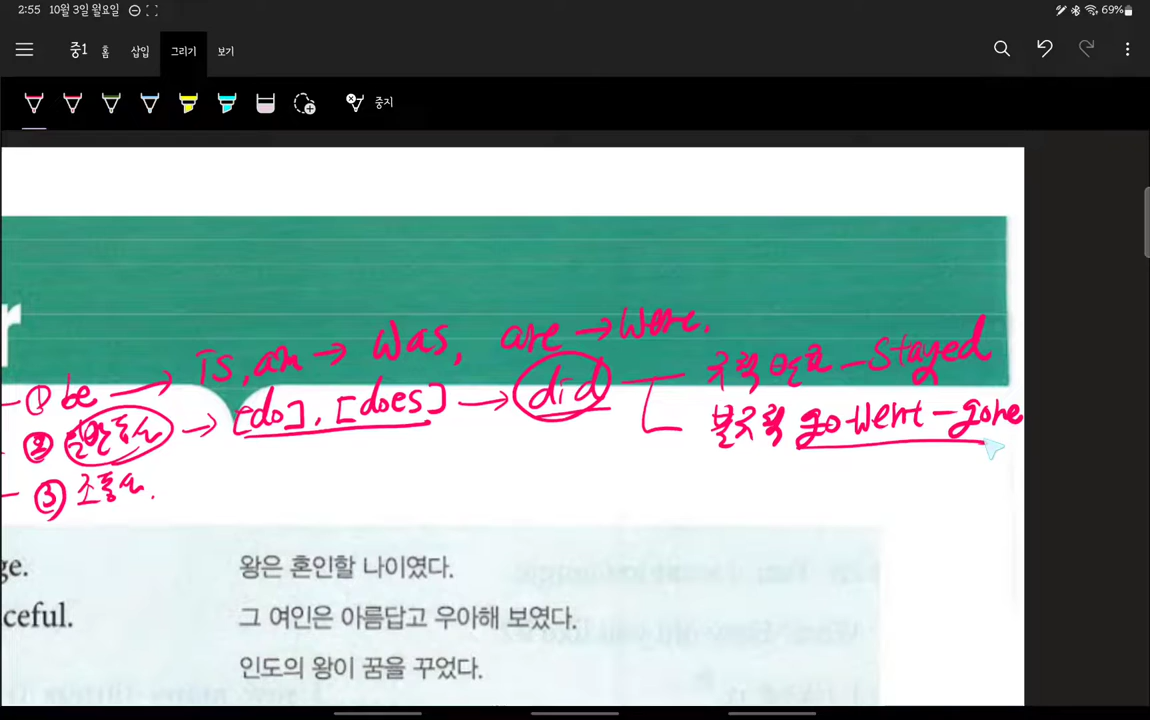 2:55 10월 3일 월요일 69%
중1 홈 삽입 그리기 보기
중지
r
is, am → was, are → were.
① be →
규칙 변화 - stayed
② 일반동사 → [do], [does] → did
불규칙 go-went-gone
③ 조동사.
ge. 왕은 혼인할 나이였다.
ceful. 그 여인은 아름답고 우아해 보였다.
인도의 왕이 꿈을 꾸었다.